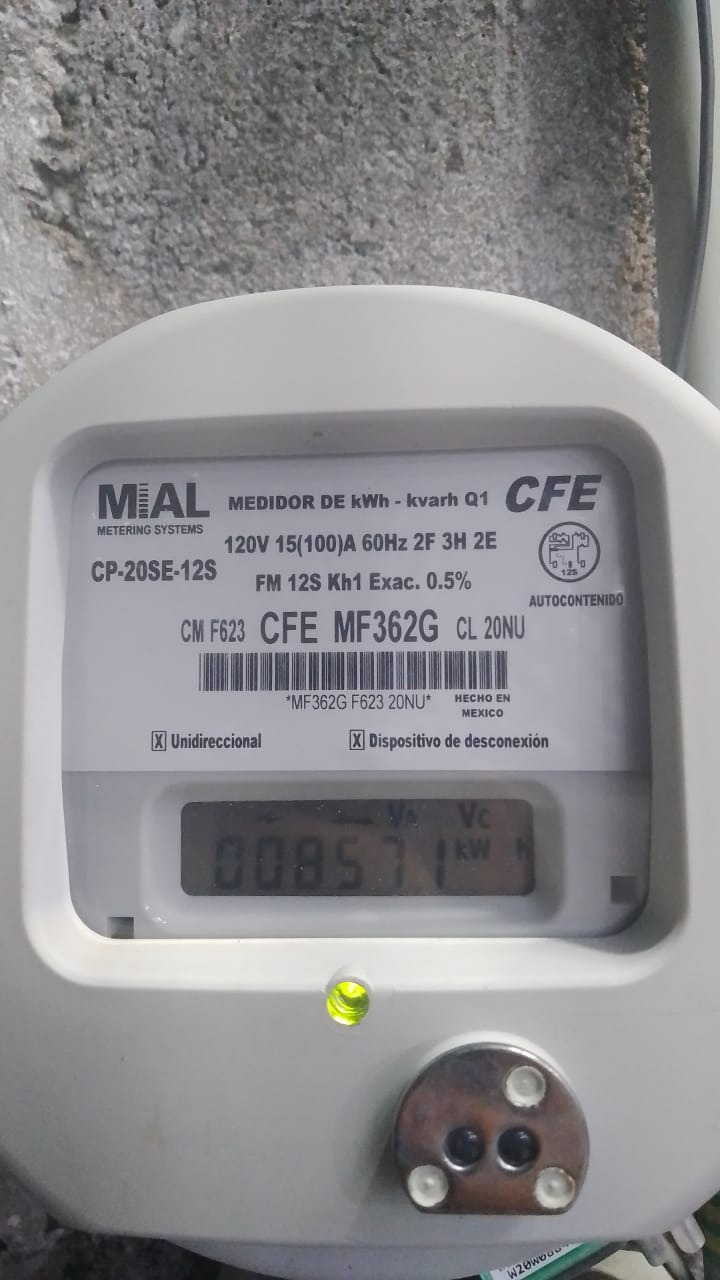 MIAL
METERING SYSTEMS
MEDIDOR DE kWh - kvarh Q1
CFE
120V 15(100)A 60Hz 2F 3H 2E
CP-20SE-12S
FM 12S Kh1 Exac. 0.5%
12S
AUTOCONTENIDO
CM F623 CFE MF362G CL 20NU
*MF362G F623 20NU*
HECHO EN
MEXICO
X Unidireccional
X Dispositivo de desconexión
VA VC
008571 kW h